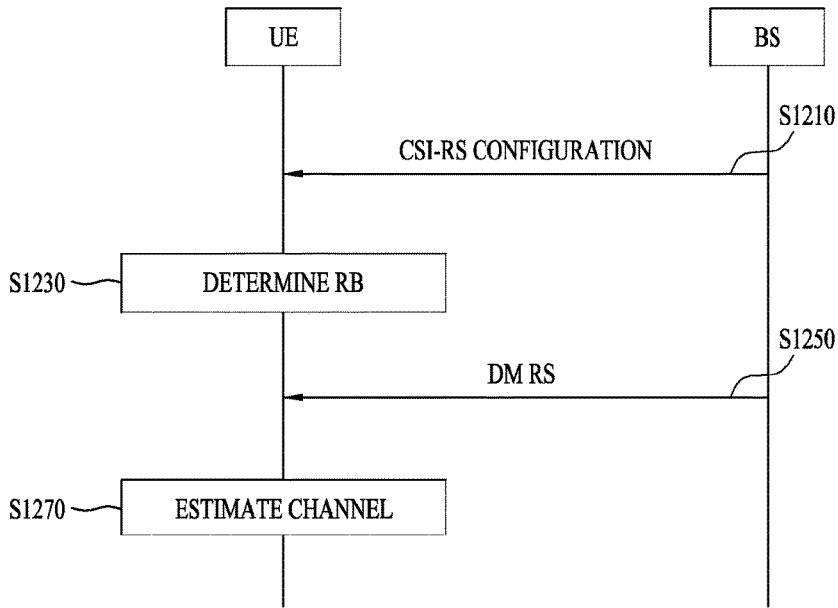 UE
BS
S1210
CSI-RS CONFIGURATION
S1230
DETERMINE RB
S1250
DM RS
S1270
ESTIMATE CHANNEL